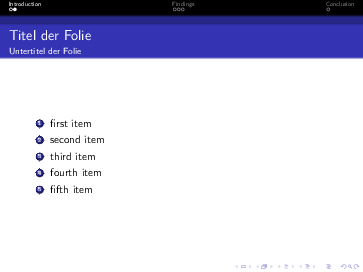 Introduction Findings Conclusion
Titel der Folie
Untertitel der Folie
1 first item
2 second item
3 third item
4 fourth item
5 fifth item